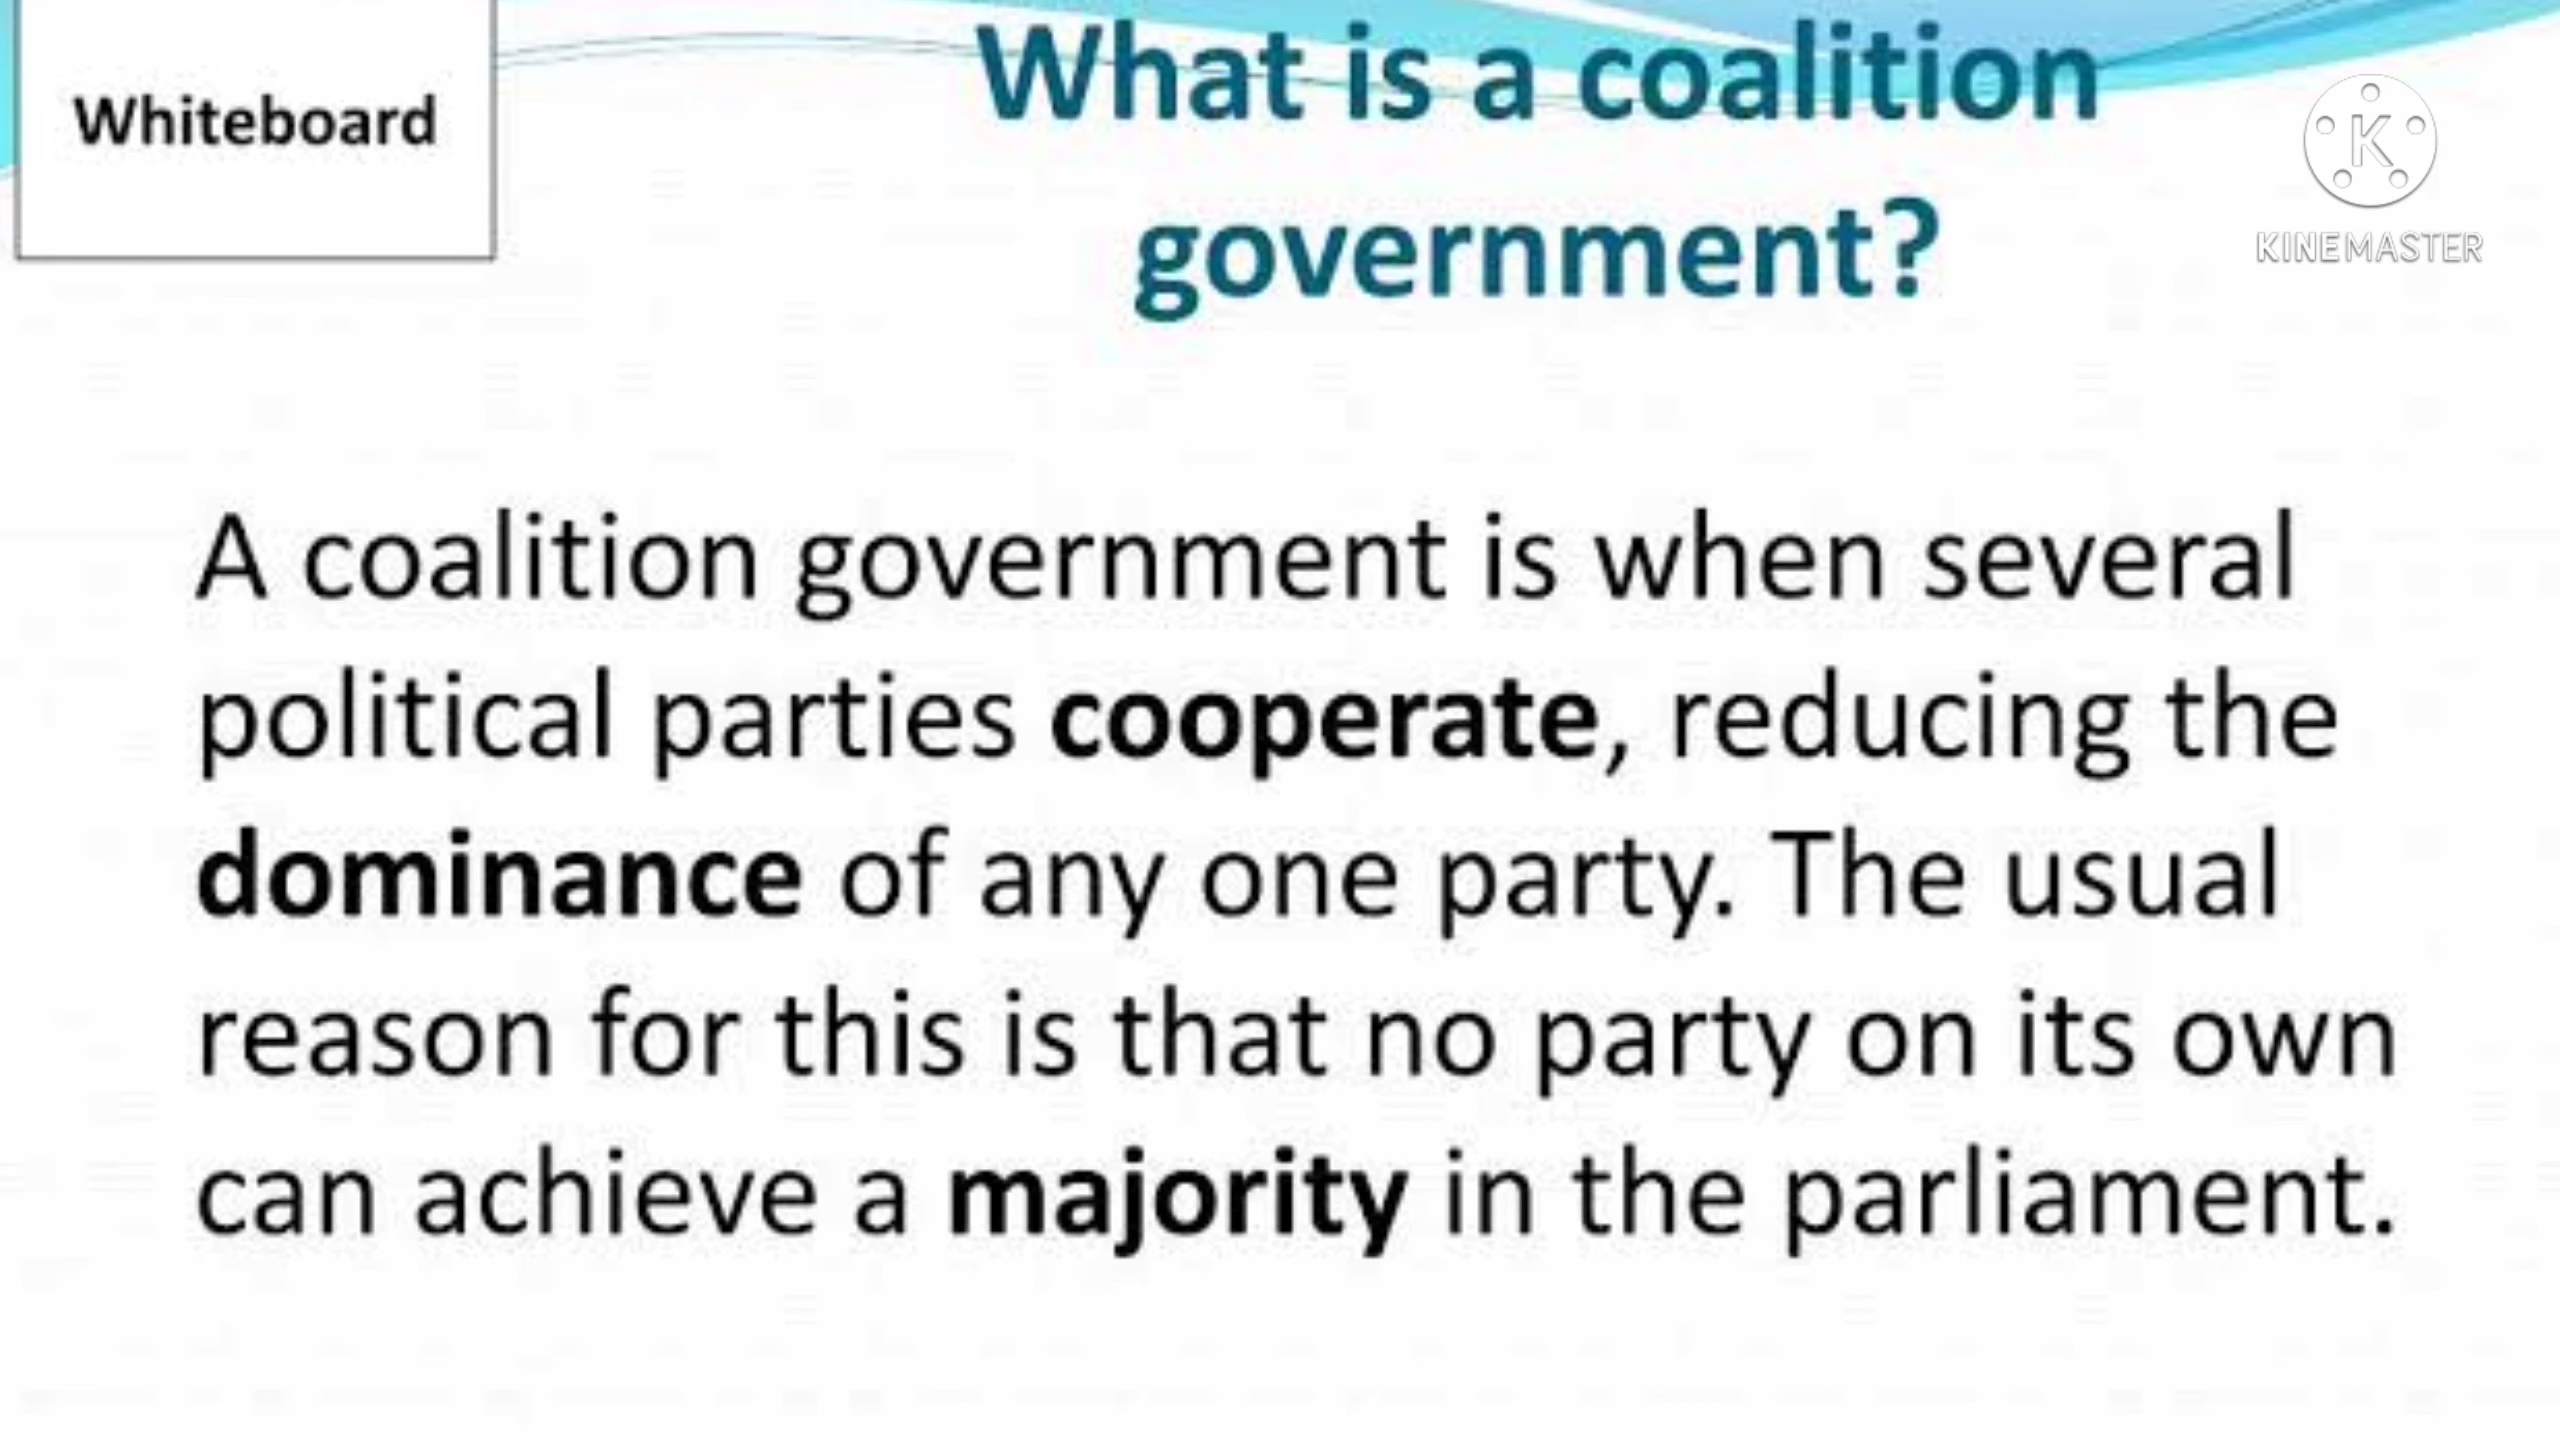 Whiteboard
What is a coalition
government?
K
KINEMASTER
A coalition government is when several
political parties cooperate, reducing the
dominance of any one party. The usual
reason for this is that no party on its own
can achieve a majority in the parliament.